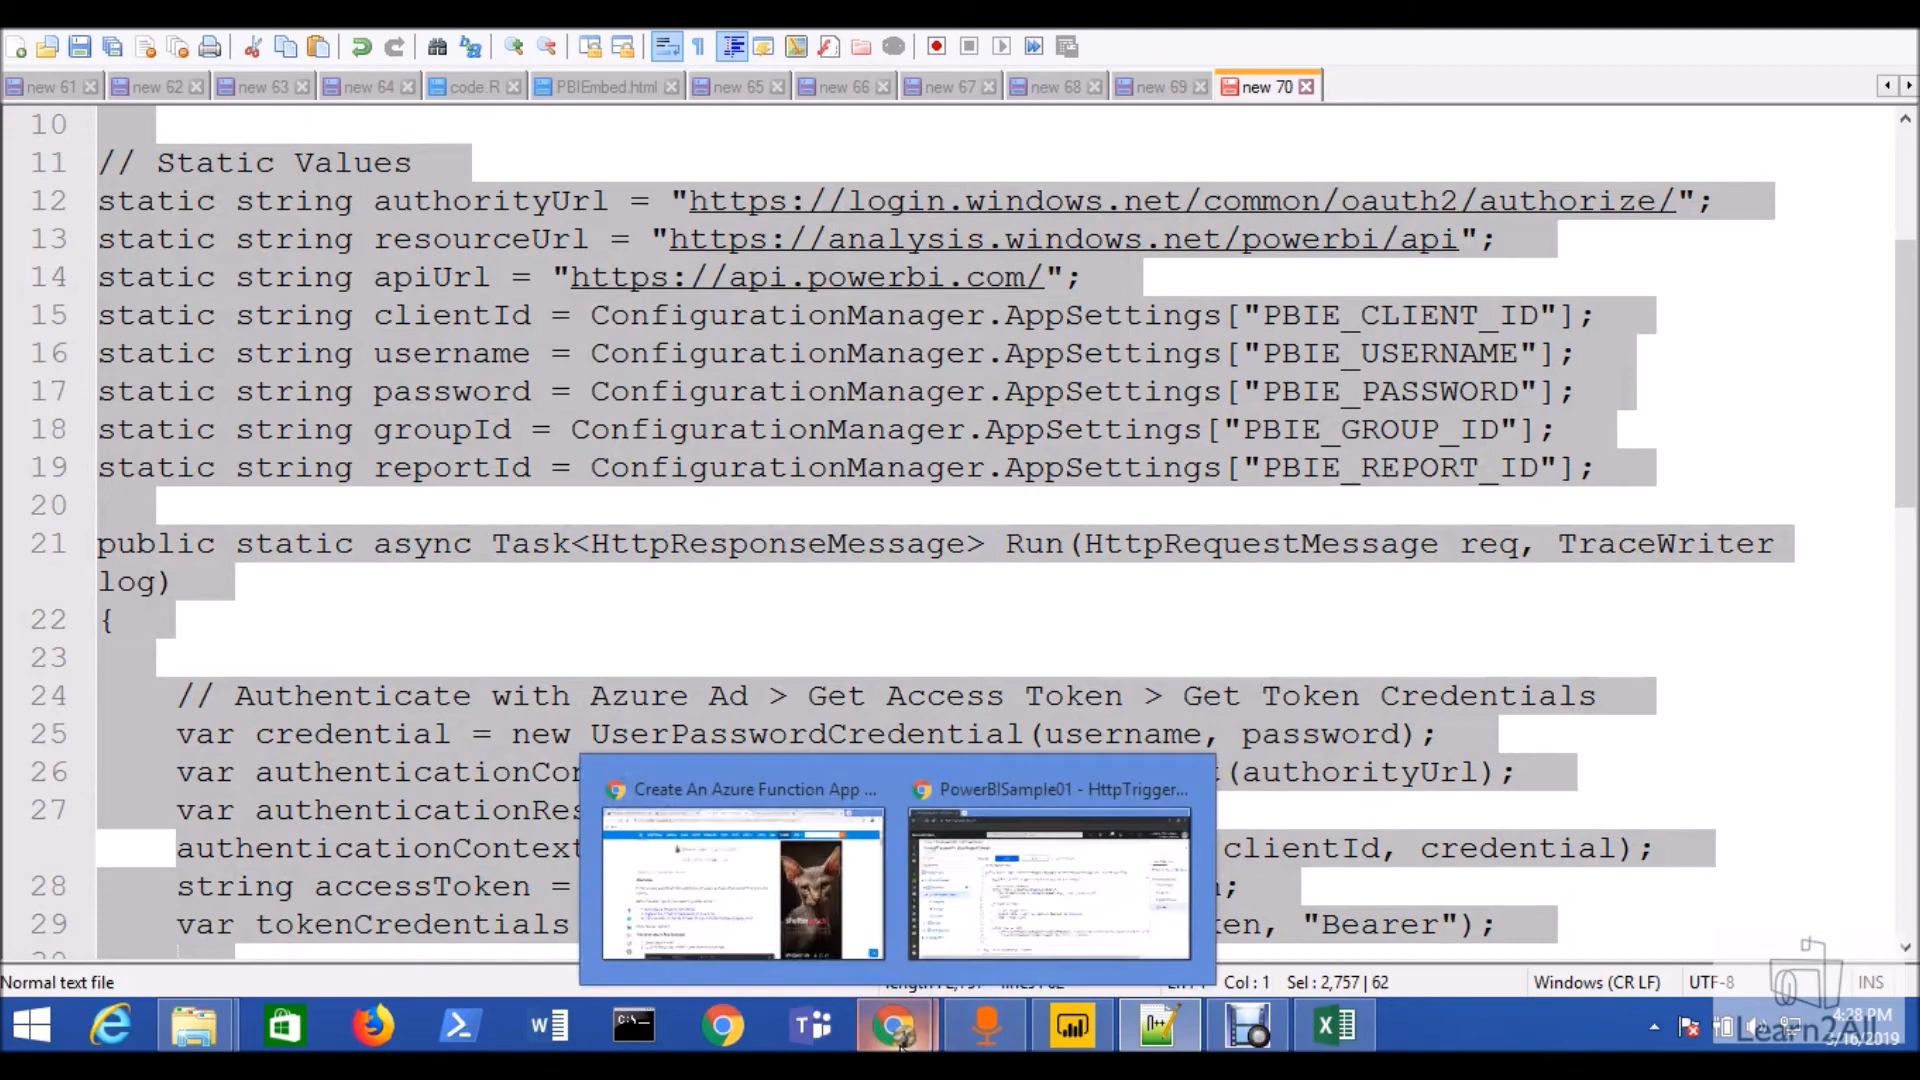 new 61
new 62
new 63
new 64
code.R
PBIEmbed.html
new 65
new 66
new 67
new 68
new 69
new 70
10
11 // Static Values
12 static string authorityUrl = "https://login.windows.net/common/oauth2/authorize/";
13 static string resourceUrl = "https://analysis.windows.net/powerbi/api";
14 static string apiUrl = "https://api.powerbi.com/";
15 static string clientId = ConfigurationManager.AppSettings["PBIE_CLIENT_ID"];
16 static string username = ConfigurationManager.AppSettings["PBIE_USERNAME"];
17 static string password = ConfigurationManager.AppSettings["PBIE_PASSWORD"];
18 static string groupId = ConfigurationManager.AppSettings["PBIE_GROUP_ID"];
19 static string reportId = ConfigurationManager.AppSettings["PBIE_REPORT_ID"];
20
21 public static async Task<HttpResponseMessage> Run(HttpRequestMessage req, TraceWriter
log)
22 {
23
24 // Authenticate with Azure Ad > Get Access Token > Get Token Credentials
25 var credential = new UserPasswordCredential(username, password);
26 var authenticationCo (authorityUrl);
27 var authenticationRes
authenticationContext clientId, credential);
28 string accessToken = ;
29 var tokenCredentials en, "Bearer");
Create An Azure Function App ...
PowerBISample01 - HttpTrigger...
Normal text file
Col : 1 Sel : 2,757 | 62
Windows (CR LF)
UTF-8
INS
4:28 PM
3/16/2019
Learn2All